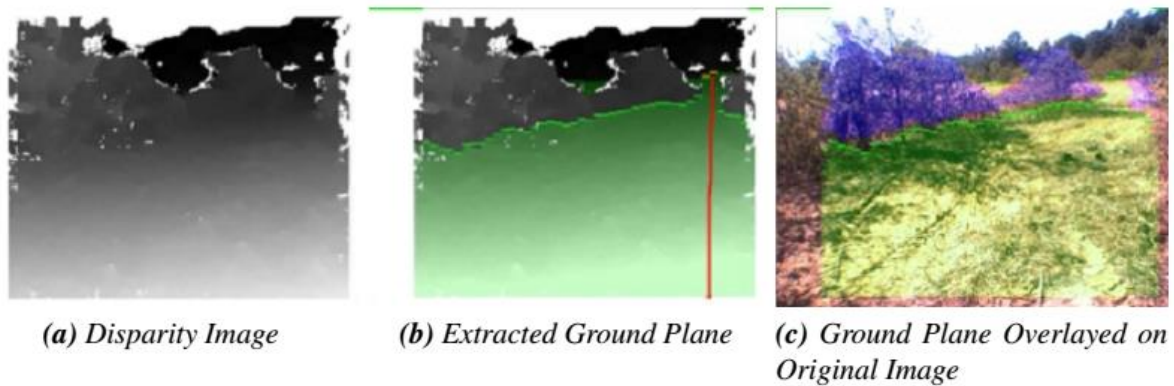 (a) Disparity Image
(b) Extracted Ground Plane
(c) Ground Plane Overlayed on
Original Image